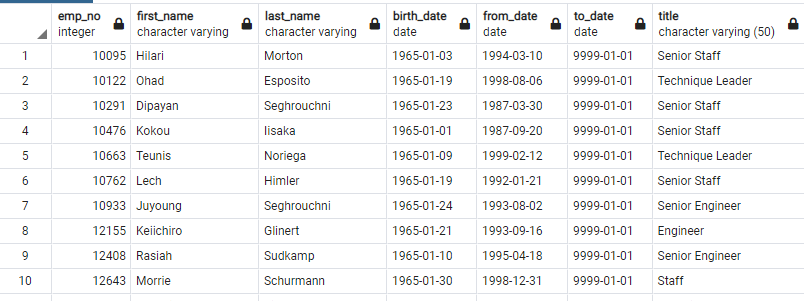 emp_no first_name last_name birth_date from_date to_date title
integer character varying character varying date date date character varying (50)
1 10095 Hilari Morton 1965-01-03 1994-03-10 9999-01-01 Senior Staff
2 10122 Ohad Esposito 1965-01-19 1998-08-06 9999-01-01 Technique Leader
3 10291 Dipayan Seghrouchni 1965-01-23 1987-03-30 9999-01-01 Senior Staff
4 10476 Kokou Iisaka 1965-01-01 1987-09-20 9999-01-01 Senior Staff
5 10663 Teunis Noriega 1965-01-09 1999-02-12 9999-01-01 Technique Leader
6 10762 Lech Himler 1965-01-19 1992-01-21 9999-01-01 Senior Staff
7 10933 Juyoung Seghrouchni 1965-01-24 1993-08-02 9999-01-01 Senior Engineer
8 12155 Keiichiro Glinert 1965-01-21 1993-09-16 9999-01-01 Engineer
9 12408 Rasiah Sudkamp 1965-01-10 1995-04-18 9999-01-01 Senior Engineer
10 12643 Morrie Schurmann 1965-01-30 1998-12-31 9999-01-01 Staff